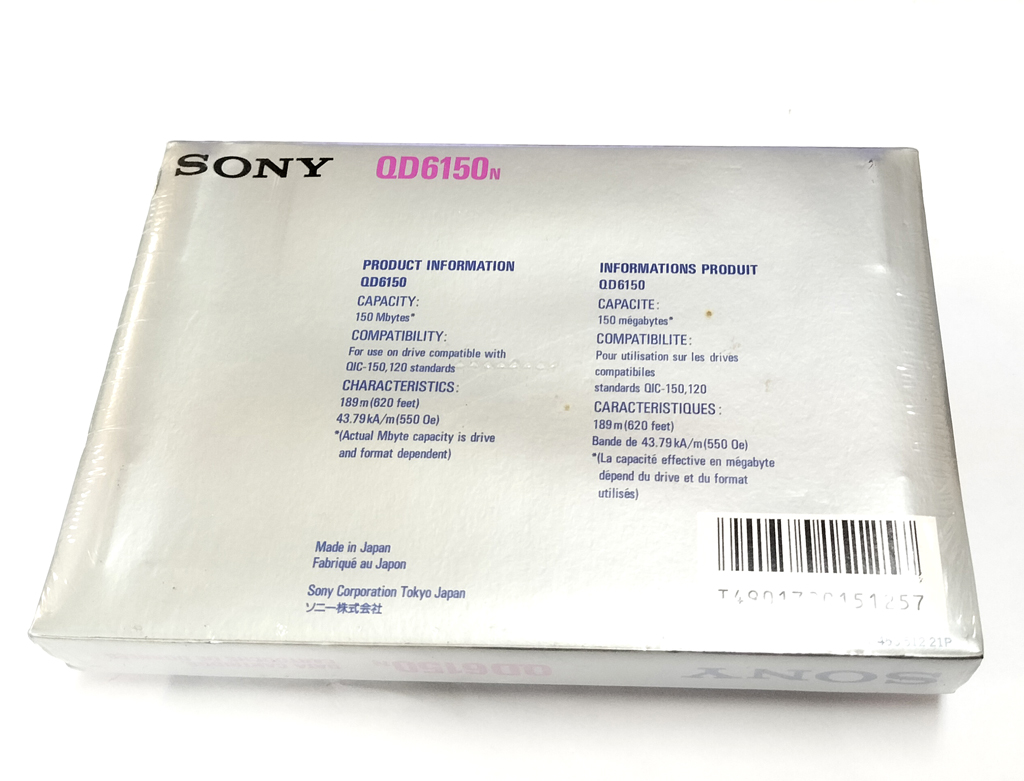 SONY QD6150N
PRODUCT INFORMATION
QD6150
CAPACITY:
150 Mbytes*
COMPATIBILITY:
For use on drive compatible with
QIC-150,120 standards
CHARACTERISTICS:
189m(620 feet)
43.79kA/m(550 Oe)
*(Actual Mbyte capacity is drive
and format dependent)
INFORMATIONS PRODUIT
QD6150
CAPACITE:
150 mégabytes*
COMPATIBILITE:
Pour utilisation sur les drives
compatibiles
standards QIC-150,120
CARACTERISTIQUES:
189m(620 feet)
Bande de 43.79kA/m(550 Oe)
*(La capacité effective en mégabyte
dépend du drive et du format
utilisés)
Made in Japan
Fabriqué au Japon
Sony Corporation Tokyo Japan
ソニー株式会社
SONY QD6150N